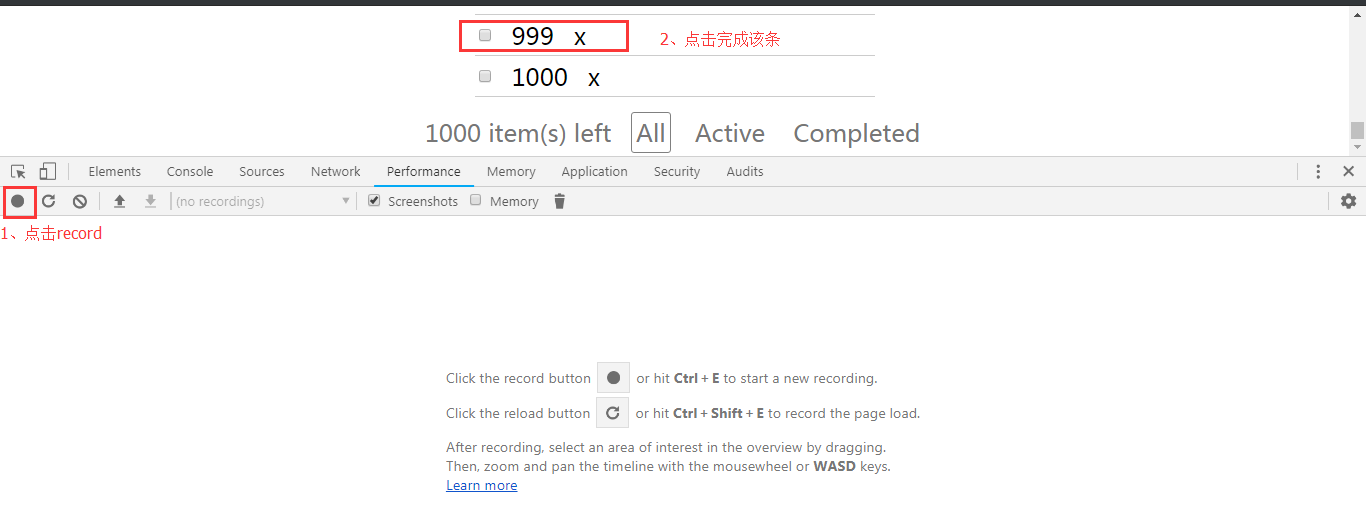 999 x 2、点击完成该条
1000 x
1000 item(s) left All Active Completed
Elements Console Sources Network Performance Memory Application Security Audits
(no recordings) Screenshots Memory
1、点击record
Click the record button or hit Ctrl + E to start a new recording.
Click the reload button or hit Ctrl + Shift + E to record the page load.
After recording, select an area of interest in the overview by dragging.
Then, zoom and pan the timeline with the mousewheel or WASD keys.
Learn more